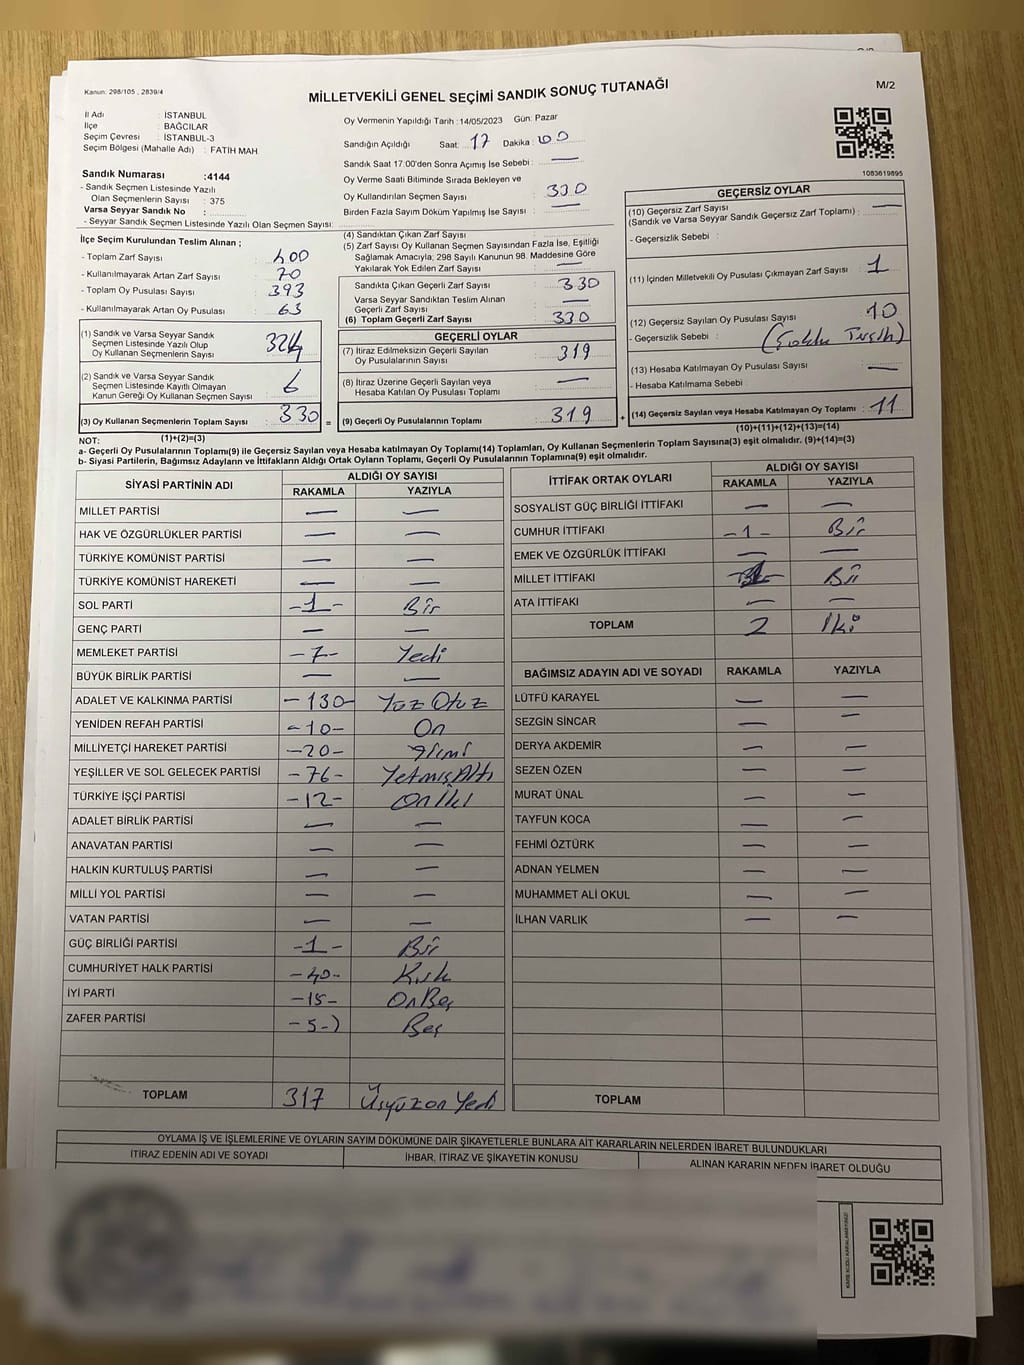 Kanun: 298/105 , 2839/4
MİLLETVEKİLİ GENEL SEÇİMİ SANDIK SONUÇ TUTANAĞI
M/2
İl Adı : İSTANBUL
İlçe : BAĞCILAR
Seçim Çevresi : İSTANBUL-3
Seçim Bölgesi (Mahalle Adı) : FATİH MAH
Oy Vermenin Yapıldığı Tarih :14/05/2023 Gün: Pazar
Sandığın Açıldığı Saat: 17 Dakika: 00
Sandık Saat 17:00'den Sonra Açımış İse Sebebi : —
Oy Verme Saati Bitiminde Sırada Bekleyen ve
Oy Kullandırılan Seçmen Sayısı : 330
Birden Fazla Sayım Döküm Yapılmış İse Sayısı : —
1083619895
Sandık Numarası :4144
- Sandık Seçmen Listesinde Yazılı
Olan Seçmenlerin Sayısı : 375
Varsa Seyyar Sandık No :
- Seyyar Sandık Seçmen Listesinde Yazılı Olan Seçmen Sayısı:
İlçe Seçim Kurulundan Teslim Alınan ;
- Toplam Zarf Sayısı : 400
- Kullanılmayarak Artan Zarf Sayısı : 70
- Toplam Oy Pusulası Sayısı : 393
- Kullanılmayarak Artan Oy Pusulası : 63
(1) Sandık ve Varsa Seyyar Sandık
Seçmen Listesinde Yazılı Olup
Oy Kullanan Seçmenlerin Sayısı : 324
(2) Sandık ve Varsa Seyyar Sandık
Seçmen Listesinde Kayıtlı Olmayan
Kanun Gereği Oy Kullanan Seçmen Sayısı : 6
(3) Oy Kullanan Seçmenlerin Toplam Sayısı : 330
(1)+(2)=(3)
(4) Sandıktan Çıkan Zarf Sayısı :
(5) Zarf Sayısı Oy Kullanan Seçmen Sayısından Fazla İse, Eşitliği
Sağlamak Amacıyla; 298 Sayılı Kanunun 98. Maddesine Göre
Yakılarak Yok Edilen Zarf Sayısı : —
Sandıkta Çıkan Geçerli Zarf Sayısı : 330
Varsa Seyyar Sandıktan Teslim Alınan
Geçerli Zarf Sayısı : —
(6) Toplam Geçerli Zarf Sayısı : 330
GEÇERLİ OYLAR
(7) İtiraz Edilmeksizin Geçerli Sayılan
Oy Pusulalarının Sayısı : 319
(8) İtiraz Üzerine Geçerli Sayılan veya
Hesaba Katılan Oy Pusulası Toplamı : —
= (9) Geçerli Oy Pusulalarının Toplamı : 319 +
GEÇERSİZ OYLAR
(10) Geçersiz Zarf Sayısı
(Sandık ve Varsa Seyyar Sandık Geçersiz Zarf Toplamı) : —
- Geçersizlik Sebebi :
(11) İçinden Milletvekili Oy Pusulası Çıkmayan Zarf Sayısı : 1
(12) Geçersiz Sayılan Oy Pusulası Sayısı : 10
- Geçersizlik Sebebi :
(13) Hesaba Katılmayan Oy Pusulası Sayısı : —
- Hesaba Katılmama Sebebi :
(14) Geçersiz Sayılan veya Hesaba Katılmayan Oy Toplamı : 11
(10)+(11)+(12)+(13)=(14)
NOT:
a- Geçerli Oy Pusulalarının Toplamı(9) ile Geçersiz Sayılan veya Hesaba katılmayan Oy Toplamı(14) Toplamları, Oy Kullanan Seçmenlerin Toplam Sayısına(3) eşit olmalıdır. (9)+(14)=(3)
b- Siyasi Partilerin, Bağımsız Adayların ve İttifakların Aldığı Ortak Oyların Toplamı, Geçerli Oy Pusulalarının Toplamına(9) eşit olmalıdır.
SİYASİ PARTİNİN ADI ALDIĞI OY SAYISI
RAKAMLA YAZIYLA
MİLLET PARTİSİ — —
HAK VE ÖZGÜRLÜKLER PARTİSİ — —
TÜRKİYE KOMÜNİST PARTİSİ — —
TÜRKİYE KOMÜNİST HAREKETİ — —
SOL PARTİ -1- Bir
GENÇ PARTİ — —
MEMLEKET PARTİSİ -7- Yedi
BÜYÜK BİRLİK PARTİSİ — —
ADALET VE KALKINMA PARTİSİ -130- Yüz Otuz
YENİDEN REFAH PARTİSİ -10- On
MİLLİYETÇİ HAREKET PARTİSİ -20- Yirmi
YEŞİLLER VE SOL GELECEK PARTİSİ -76- Yetmiş Altı
TÜRKİYE İŞÇİ PARTİSİ -12- On İki
ADALET BİRLİK PARTİSİ — —
ANAVATAN PARTİSİ — —
HALKIN KURTULUŞ PARTİSİ — —
MİLLİ YOL PARTİSİ — —
VATAN PARTİSİ — —
GÜÇ BİRLİĞİ PARTİSİ -1- Bir
CUMHURİYET HALK PARTİSİ -40- Kırk
İYİ PARTİ -15- On Beş
ZAFER PARTİSİ -5-) Beş
TOPLAM 317 Üçyüzon Yedi
İTTİFAK ORTAK OYLARI ALDIĞI OY SAYISI
RAKAMLA YAZIYLA
SOSYALİST GÜÇ BİRLİĞİ İTTİFAKI — —
CUMHUR İTTİFAKI -1- Bir
EMEK VE ÖZGÜRLÜK İTTİFAKI — —
MİLLET İTTİFAKI Bir
ATA İTTİFAKI — —
TOPLAM 2 İki
BAĞIMSIZ ADAYIN ADI VE SOYADI RAKAMLA YAZIYLA
LÜTFÜ KARAYEL — —
SEZGİN SİNCAR — —
DERYA AKDEMİR — —
SEZEN ÖZEN — —
MURAT ÜNAL — —
TAYFUN KOCA — —
FEHMİ ÖZTÜRK — —
ADNAN YELMEN — —
MUHAMMET ALİ OKUL — —
İLHAN VARLIK — —
TOPLAM
OYLAMA İŞ VE İŞLEMLERİNE VE OYLARIN SAYIM DÖKÜMÜNE DAİR ŞİKAYETLERLE BUNLARA AİT KARARLARIN NELERDEN İBARET BULUNDUKLARI
İTİRAZ EDENİN ADI VE SOYADI İHBAR, İTİRAZ VE ŞİKAYETİN KONUSU ALINAN KARARIN NEDEN İBARET OLDUĞU